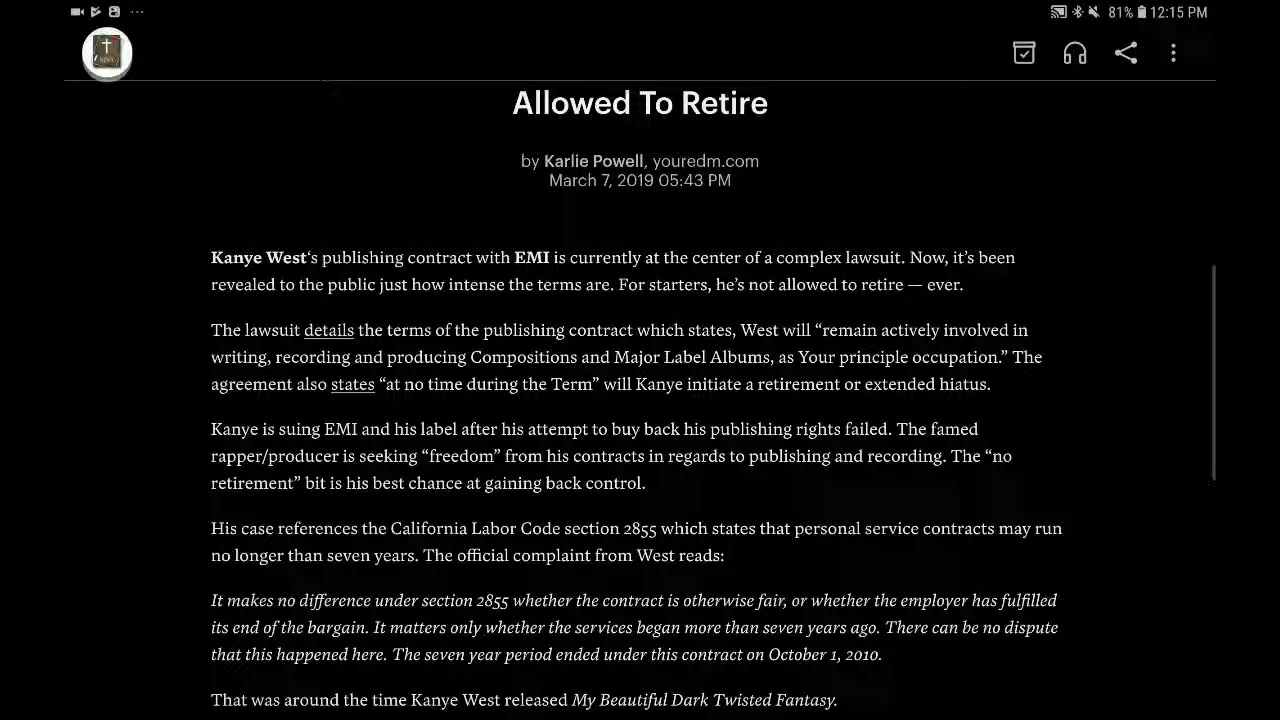 81% 12:15 PM
Allowed To Retire
by Karlie Powell, youredm.com
March 7, 2019 05:43 PM
Kanye West‘s publishing contract with EMI is currently at the center of a complex lawsuit. Now, it’s been
revealed to the public just how intense the terms are. For starters, he’s not allowed to retire — ever.
The lawsuit details the terms of the publishing contract which states, West will “remain actively involved in
writing, recording and producing Compositions and Major Label Albums, as Your principle occupation.” The
agreement also states “at no time during the Term” will Kanye initiate a retirement or extended hiatus.
Kanye is suing EMI and his label after his attempt to buy back his publishing rights failed. The famed
rapper/producer is seeking “freedom” from his contracts in regards to publishing and recording. The “no
retirement” bit is his best chance at gaining back control.
His case references the California Labor Code section 2855 which states that personal service contracts may run
no longer than seven years. The official complaint from West reads:
It makes no difference under section 2855 whether the contract is otherwise fair, or whether the employer has fulfilled
its end of the bargain. It matters only whether the services began more than seven years ago. There can be no dispute
that this happened here. The seven year period ended under this contract on October 1, 2010.
That was around the time Kanye West released My Beautiful Dark Twisted Fantasy.